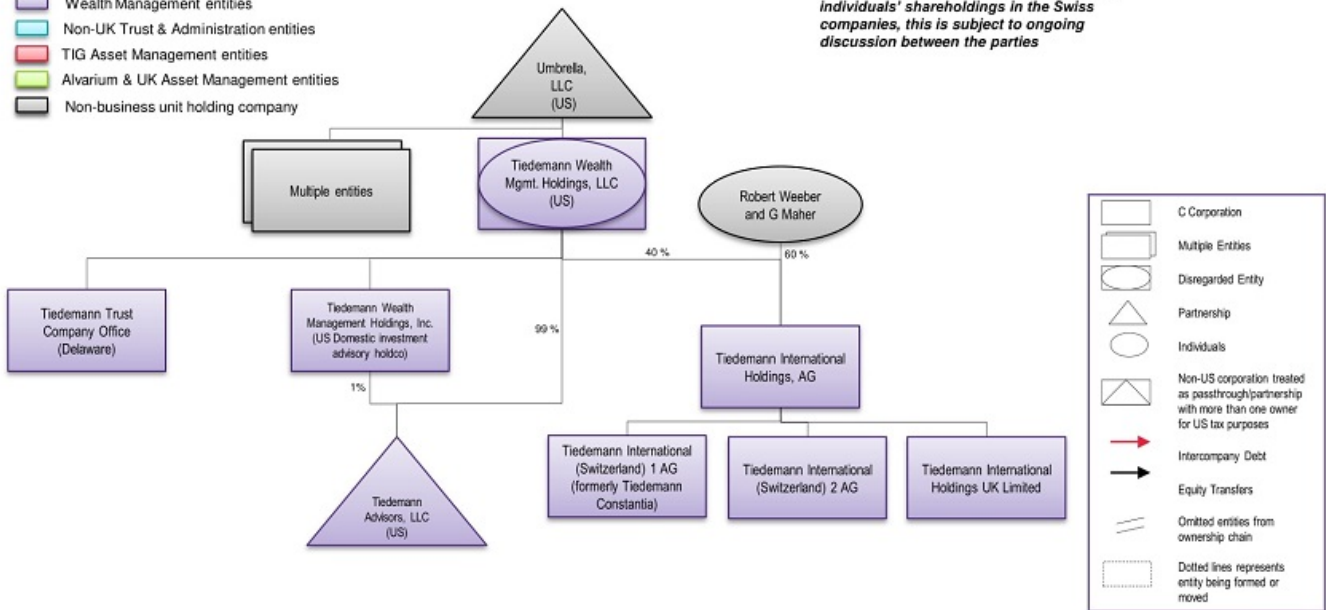 Wealth Management entities
Non-UK Trust & Administration entities
TIG Asset Management entities
Alvarium & UK Asset Management entities
Non-business unit holding company
individuals' shareholdings in the Swiss
companies, this is subject to ongoing
discussion between the parties
Umbrella,
LLC
(US)
Multiple entities
Tiedemann Wealth
Mgmt. Holdings, LLC
(US)
Robert Weeber
and G Maher
40 %
60 %
Tiedemann Trust
Company Office
(Delaware)
Tiedemann Wealth
Management Holdings, Inc.
(US Domestic investment
advisory holdco)
99 %
1%
Tiedemann International
Holdings, AG
Tiedemann
Advisors, LLC
(US)
Tiedemann International
(Switzerland) 1 AG
(formerly Tiedemann
Constantia)
Tiedemann International
(Switzerland) 2 AG
Tiedemann International
Holdings UK Limited
C Corporation
Multiple Entities
Disregarded Entity
Partnership
Individuals
Non-US corporation treated
as passthrough/partnership
with more than one owner
for US tax purposes
Intercompany Debt
Equity Transfers
Omitted entities from
ownership chain
Dotted lines represents
entity being formed or
moved